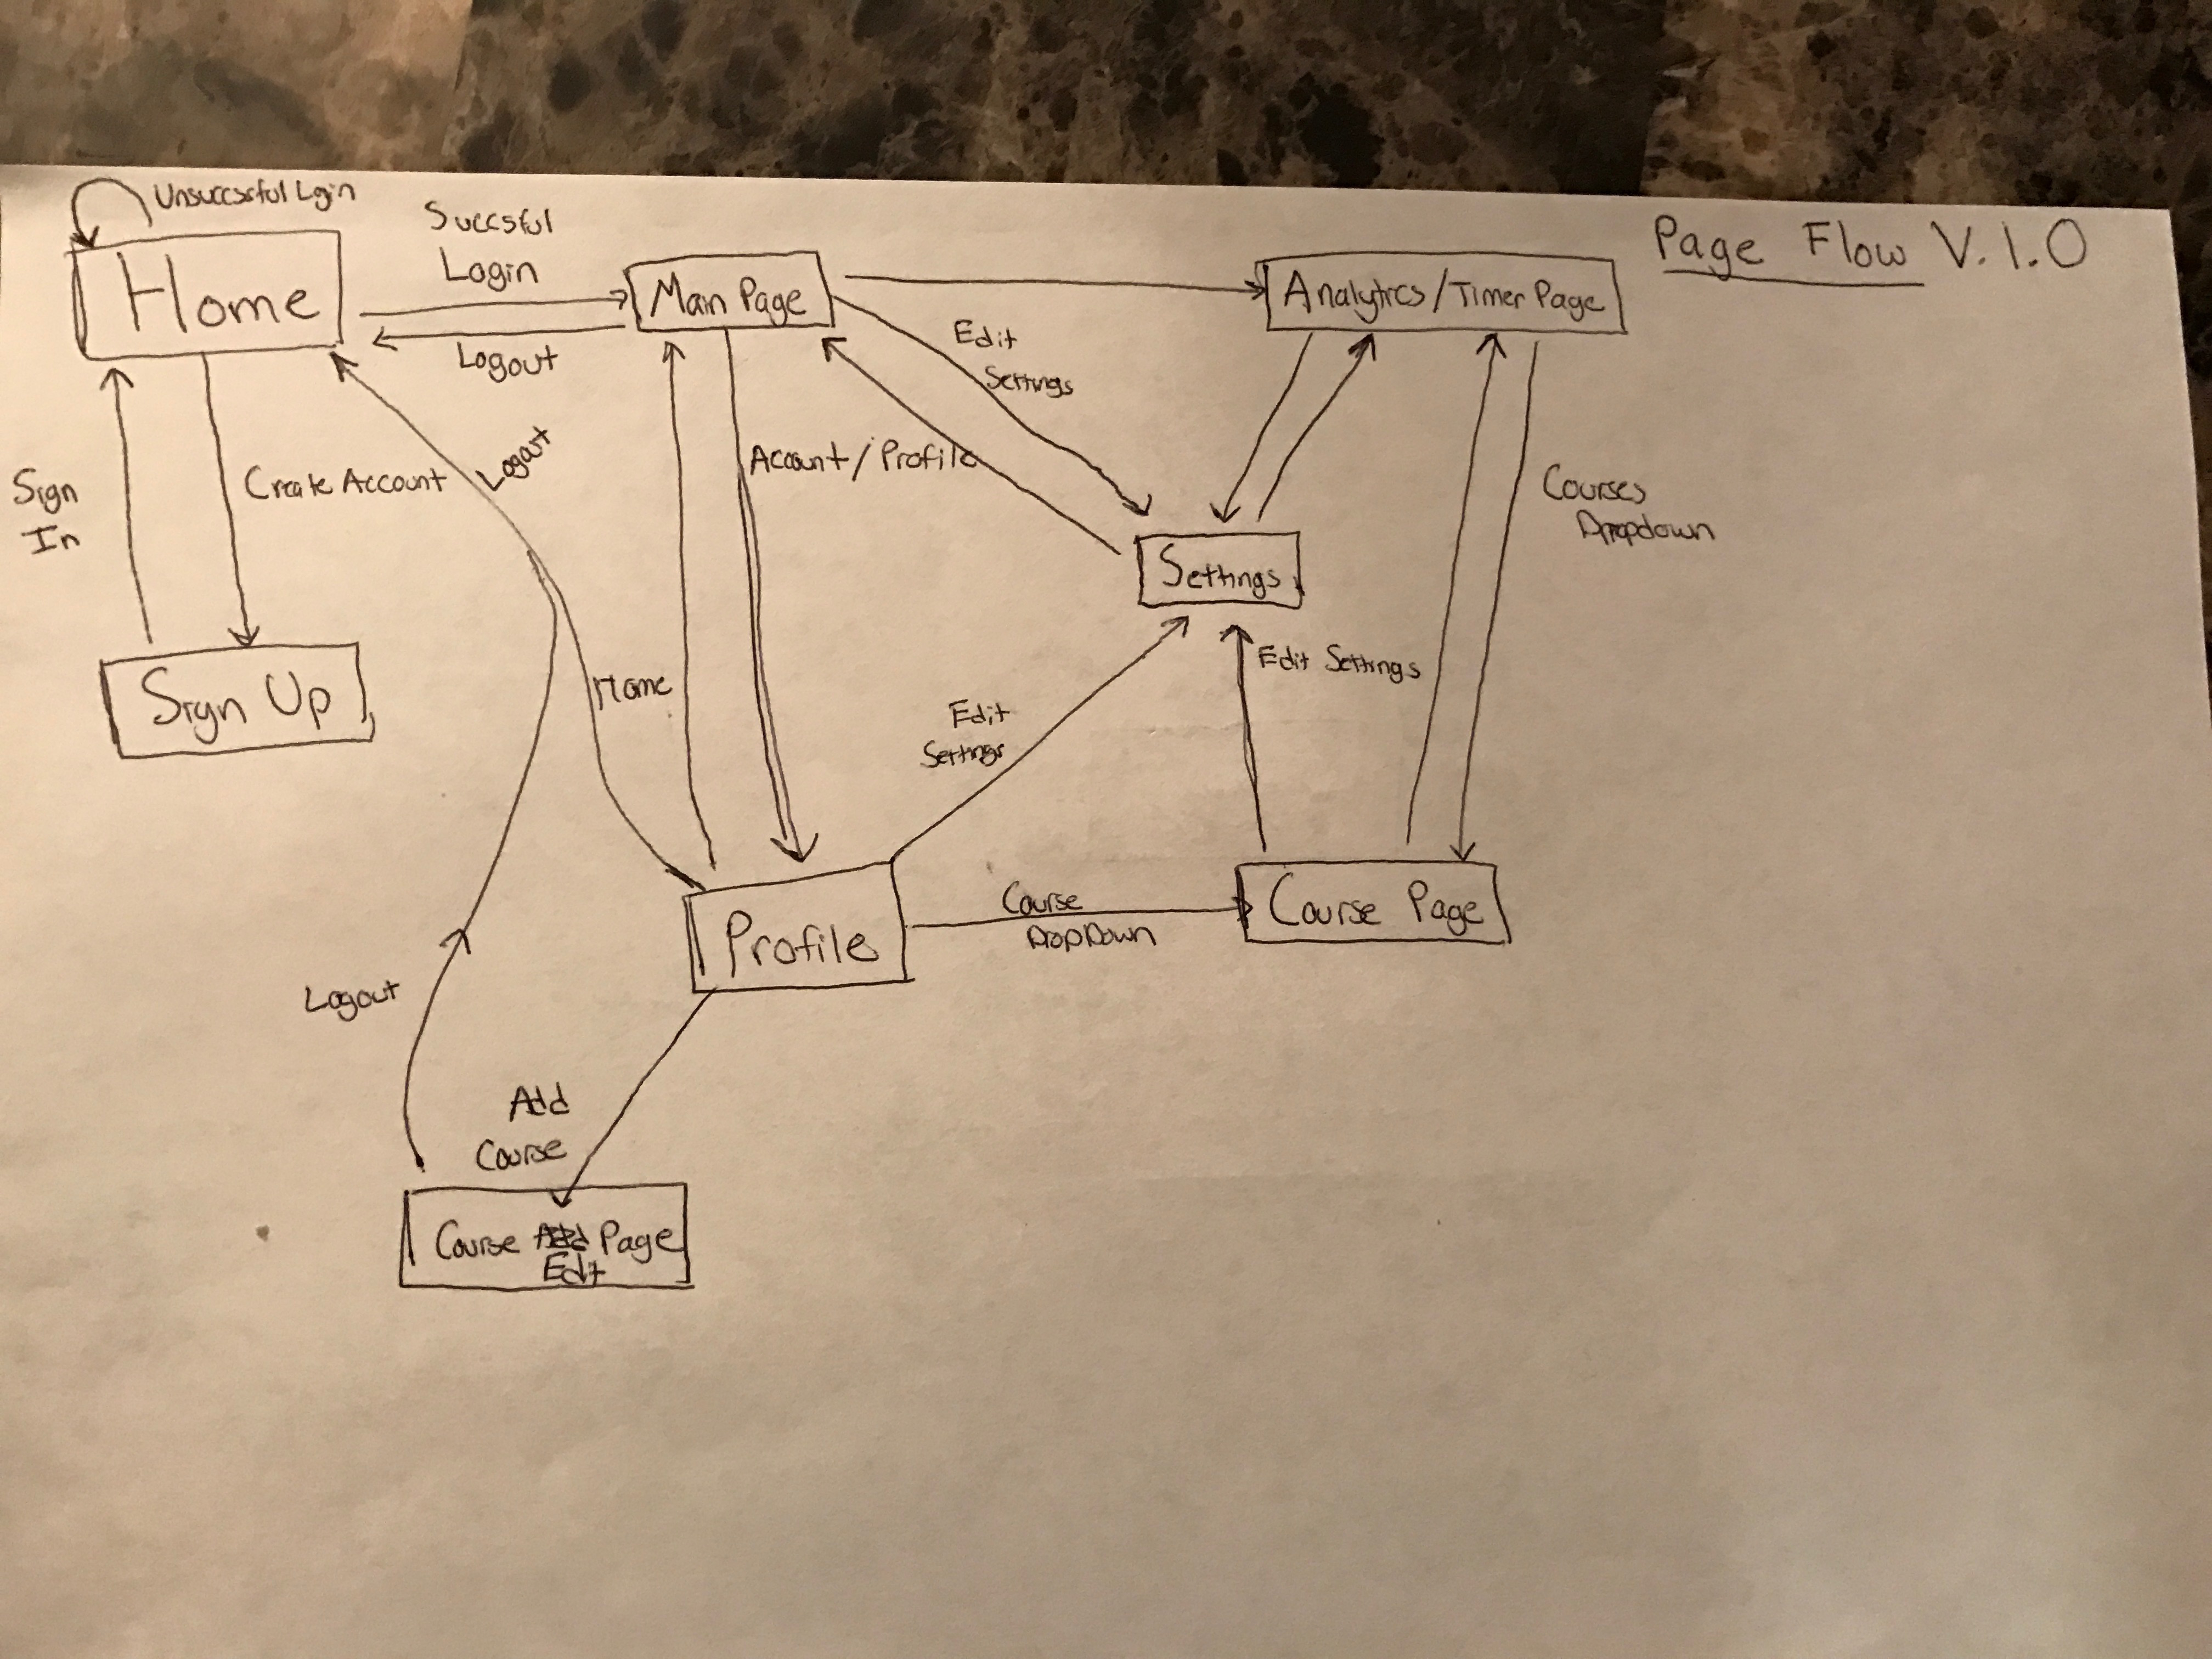 Unsuccssful Lgin
Succsful
Login
Page Flow V.1.0
Home
Main Page
Analytics/Timer Page
Logout
Edit
Settings
Logout
Account/Profile
Sign
In
Create Account
Courses
Dropdown
Settings
Sign Up
Home
Edit Settings
Edit
Settings
Course
DropDown
Course Page
Profile
Logout
Add
Course
Course Add Page
Edit